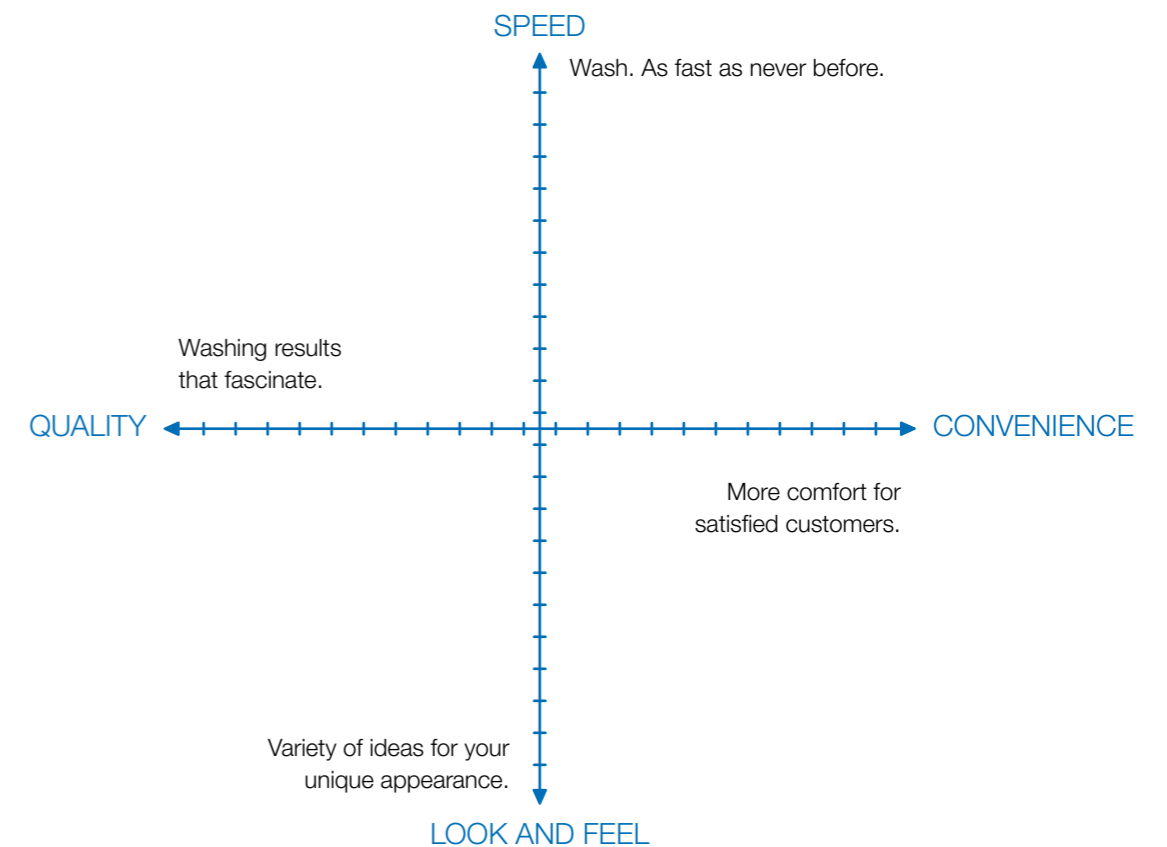 SPEED
Wash. As fast as never before.
Washing results
that fascinate.
QUALITY
CONVENIENCE
More comfort for
satisfied customers.
Variety of ideas for your
unique appearance.
LOOK AND FEEL